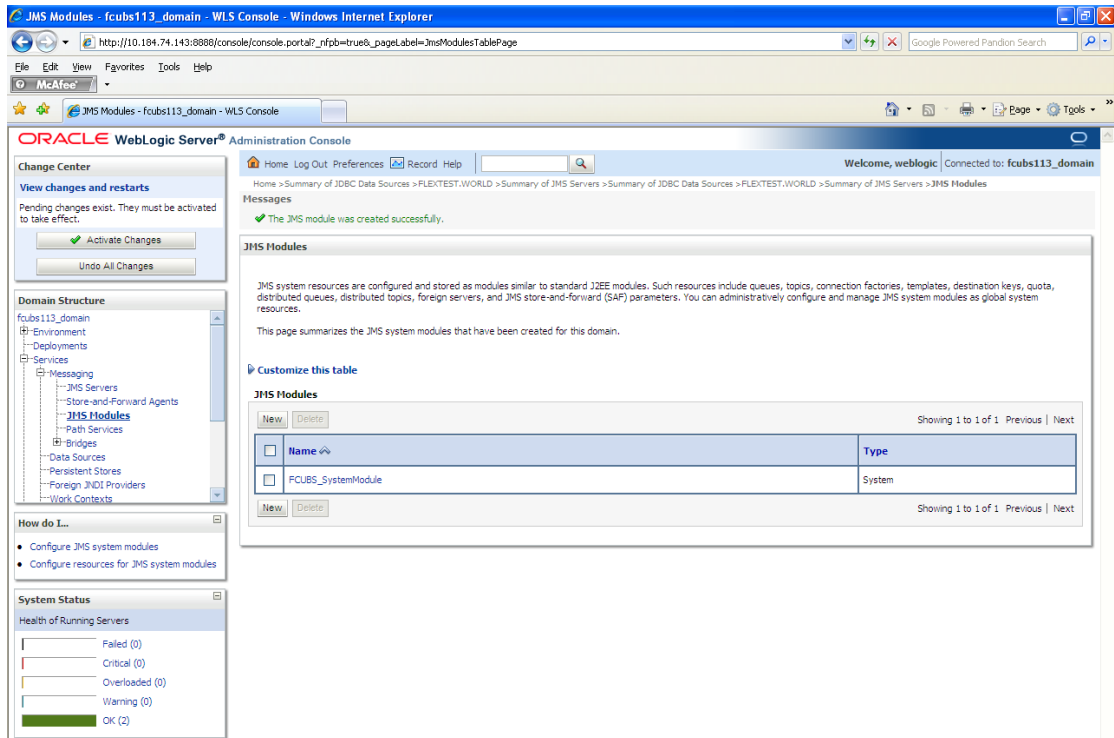 JMS Modules - fcubs113_domain - WLS Console - Windows Internet Explorer
http://10.184.74.143:8888/console/console.portal?_nfpb=true&_pageLabel=JmsModulesTablePage
Google Powered Pandion Search
File Edit View Favorites Tools Help
McAfee
JMS Modules - fcubs113_domain - WLS Console
Page Tools
ORACLE WebLogic Server® Administration Console
Change Center
View changes and restarts
Pending changes exist. They must be activated
to take effect.
Activate Changes
Undo All Changes
Domain Structure
fcubs113_domain
Environment
Deployments
Services
Messaging
JMS Servers
Store-and-Forward Agents
JMS Modules
Path Services
Bridges
Data Sources
Persistent Stores
Foreign JNDI Providers
Work Contexts
How do I...
Configure JMS system modules
Configure resources for JMS system modules
System Status
Health of Running Servers
Failed (0)
Critical (0)
Overloaded (0)
Warning (0)
OK (2)
Home Log Out Preferences Record Help
Welcome, weblogic Connected to: fcubs113_domain
Home >Summary of JDBC Data Sources >FLEXTEST.WORLD >Summary of JMS Servers >Summary of JDBC Data Sources >FLEXTEST.WORLD >Summary of JMS Servers >JMS Modules
Messages
The JMS module was created successfully.
JMS Modules
JMS system resources are configured and stored as modules similar to standard J2EE modules. Such resources include queues, topics, connection factories, templates, destination keys, quota,
distributed queues, distributed topics, foreign servers, and JMS store-and-forward (SAF) parameters. You can administratively configure and manage JMS system modules as global system
resources.
This page summarizes the JMS system modules that have been created for this domain.
Customize this table
JMS Modules
New Delete Showing 1 to 1 of 1 Previous | Next
Name Type
FCUBS_SystemModule System
New Delete Showing 1 to 1 of 1 Previous | Next